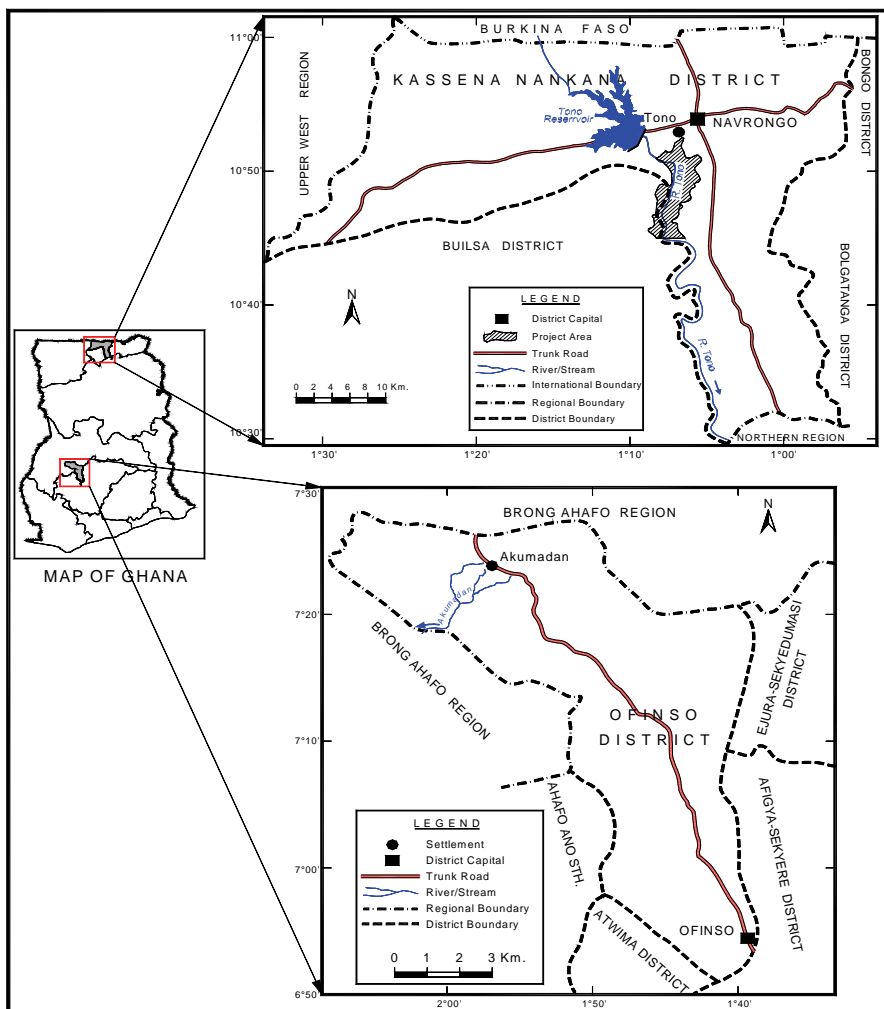 11°00'
10°50'
10°40'
10°30'
BURKINA FASO
KASSENA NANKANA DISTRICT
UPPER WEST REGION
BONGO DISTRICT
Tono
Reservoir
Tono
NAVRONGO
R. Tono
BUILSA DISTRICT
BOLGATANGA DISTRICT
N
0 2 4 6 8 10 Km.
LEGEND
District Capital
Project Area
Trunk Road
River/Stream
International Boundary
Regional Boundary
District Boundary
R. Tono
NORTHERN REGION
1°30'
1°20'
1°10'
1°00'
MAP OF GHANA
7°30'
7°20'
7°10'
7°00'
6°50'
BRONG AHAFO REGION
N
Akumadan
Akumadan
BRONG AHAFO REGION
EJURA-SEKYEDUMASI
DISTRICT
OFINSO
DISTRICT
AHAFO ANO STH.
AFIGYA-SEKYERE DISTRICT
LEGEND
Settlement
District Capital
Trunk Road
River/Stream
Regional Boundary
District Boundary
0 1 2 3 Km.
OFINSO
ATWIMA DISTRICT
2°00'
1°50'
1°40'